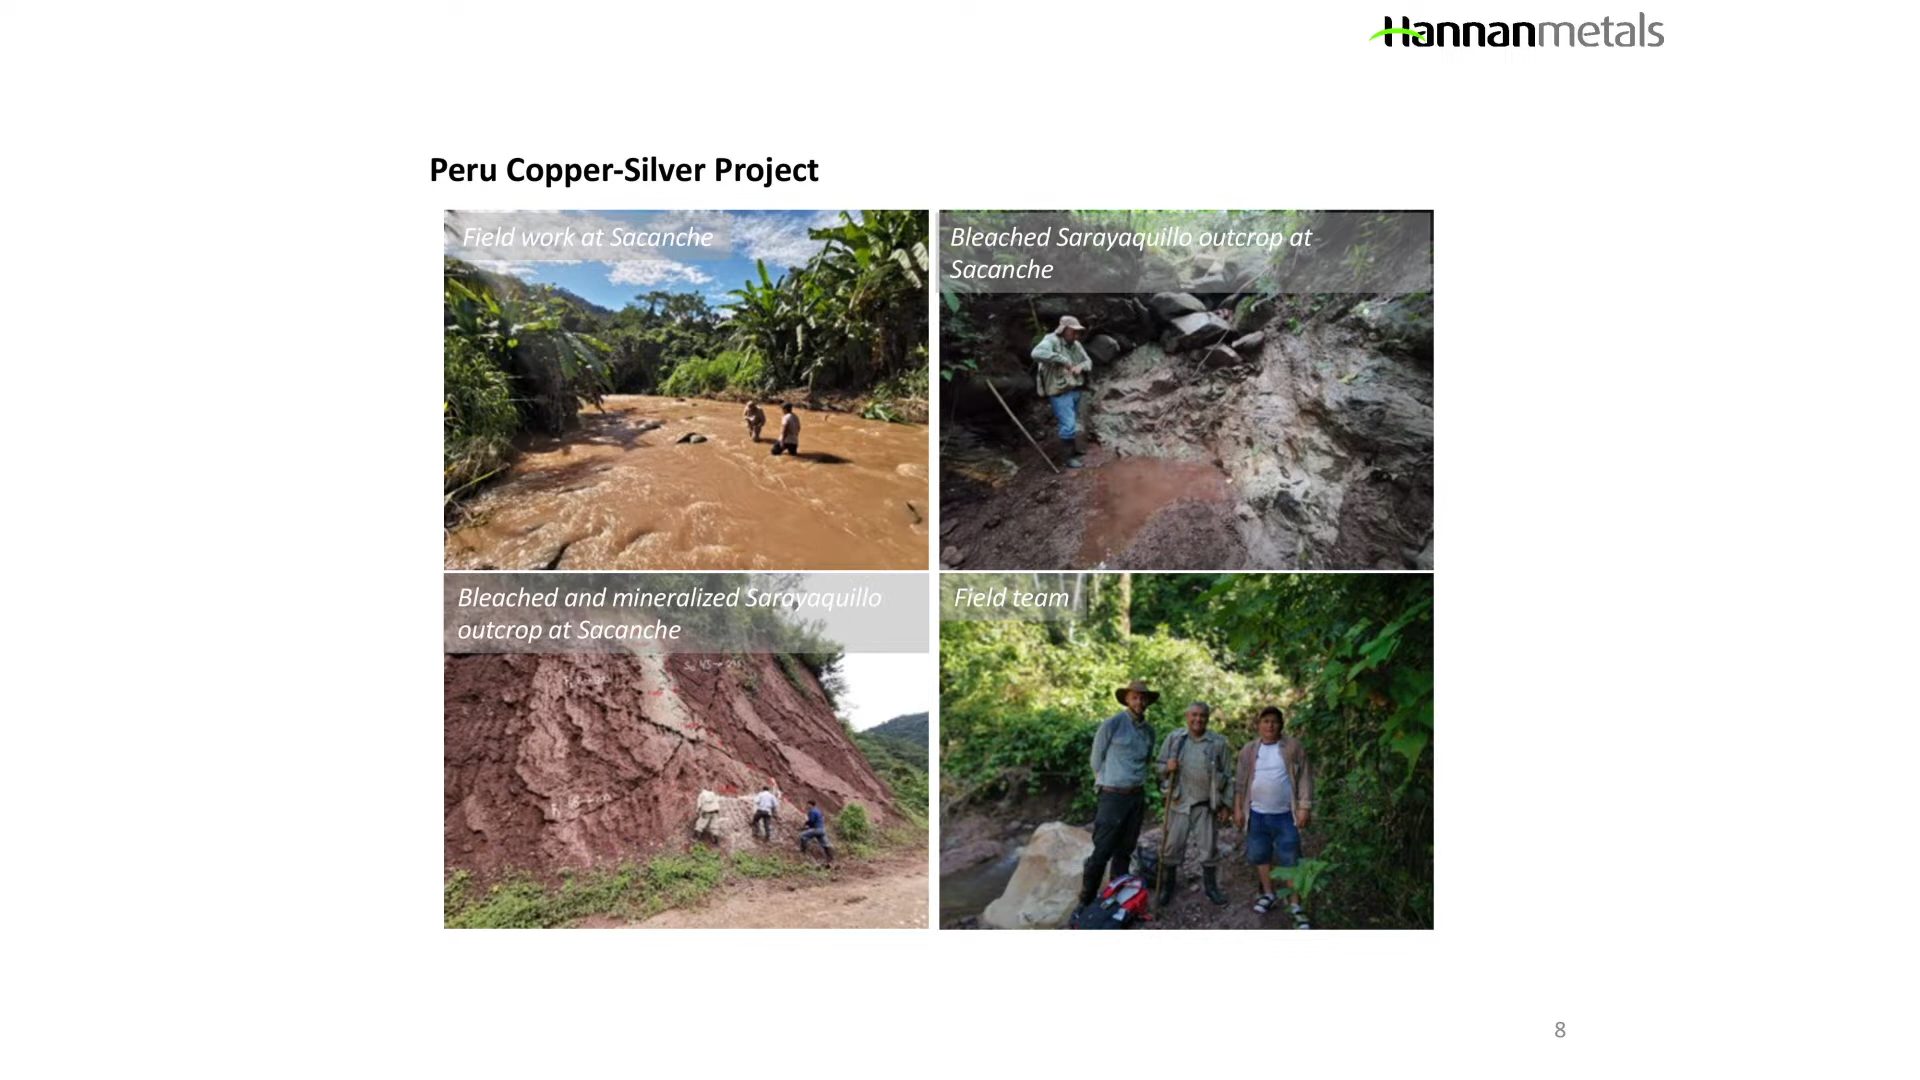 Hannanmetals
Peru Copper-Silver Project
Field work at Sacanche
Bleached Sarayaquillo outcrop at
Sacanche
Bleached and mineralized Sarayaquillo
outcrop at Sacanche
Field team
8